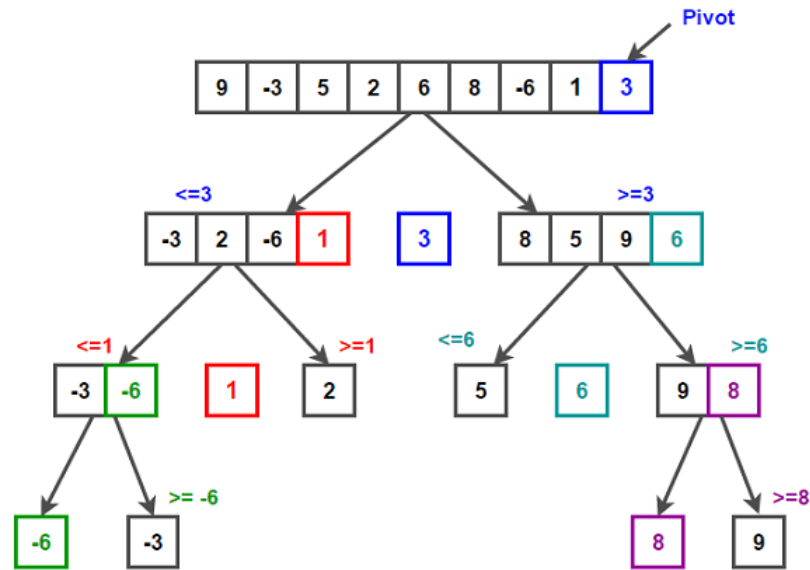 Pivot
9 -3 5 2 6 8 -6 1 3
<=3 >=3
-3 2 -6 1 3 8 5 9 6
<=1 >=1 <=6 >=6
-3 -6 1 2 5 6 9 8
>= -6 >=8
-6 -3 8 9